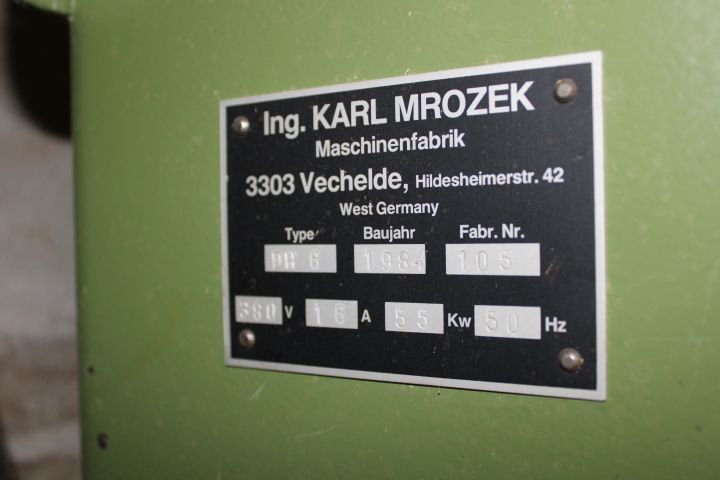 Ing. KARL MROZEK
Maschinenfabrik
3303 Vechelde, Hildesheimerstr. 42
West Germany
Type Baujahr Fabr. Nr.
DH 6 1984 105
380 V 16 A 55 Kw 50 Hz